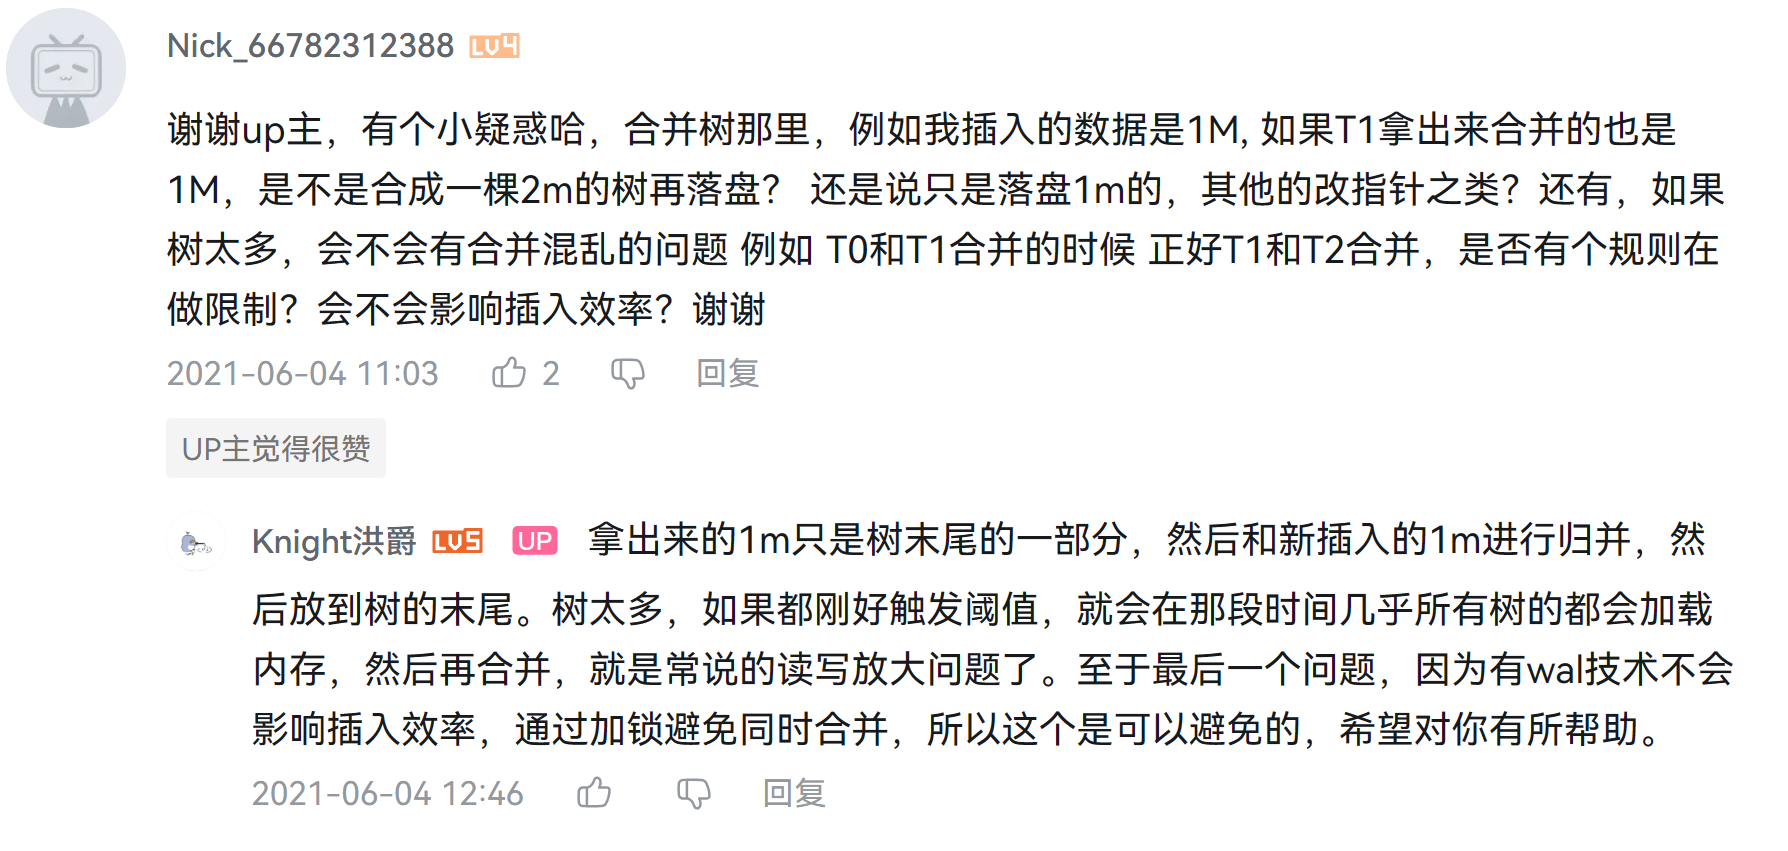 Nick_66782312388 LV4
谢谢up主，有个小疑惑哈，合并树那里，例如我插入的数据是1M, 如果T1拿出来合并的也是
1M，是不是合成一棵2m的树再落盘？ 还是说只是落盘1m的，其他的改指针之类？还有，如果
树太多，会不会有合并混乱的问题 例如 T0和T1合并的时候 正好T1和T2合并，是否有个规则在
做限制？会不会影响插入效率？谢谢
2021-06-04 11:03 2 回复
UP主觉得很赞
Knight洪爵 LV5 UP 拿出来的1m只是树末尾的一部分，然后和新插入的1m进行归并，然
后放到树的末尾。树太多，如果都刚好触发阈值，就会在那段时间几乎所有树的都会加载
内存，然后再合并，就是常说的读写放大问题了。至于最后一个问题，因为有wal技术不会
影响插入效率，通过加锁避免同时合并，所以这个是可以避免的，希望对你有所帮助。
2021-06-04 12:46 回复